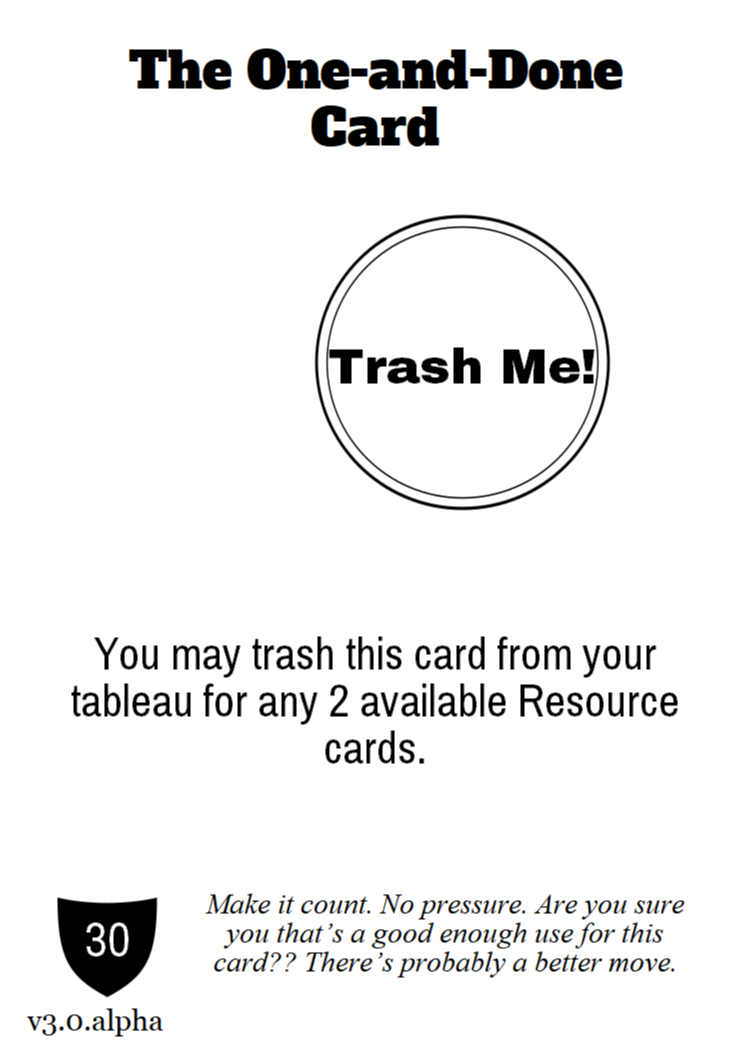 The One-and-Done
Card
Trash Me!
You may trash this card from your
tableau for any 2 available Resource
cards.
30
Make it count. No pressure. Are you sure
you that’s a good enough use for this
card?? There’s probably a better move.
v3.0.alpha